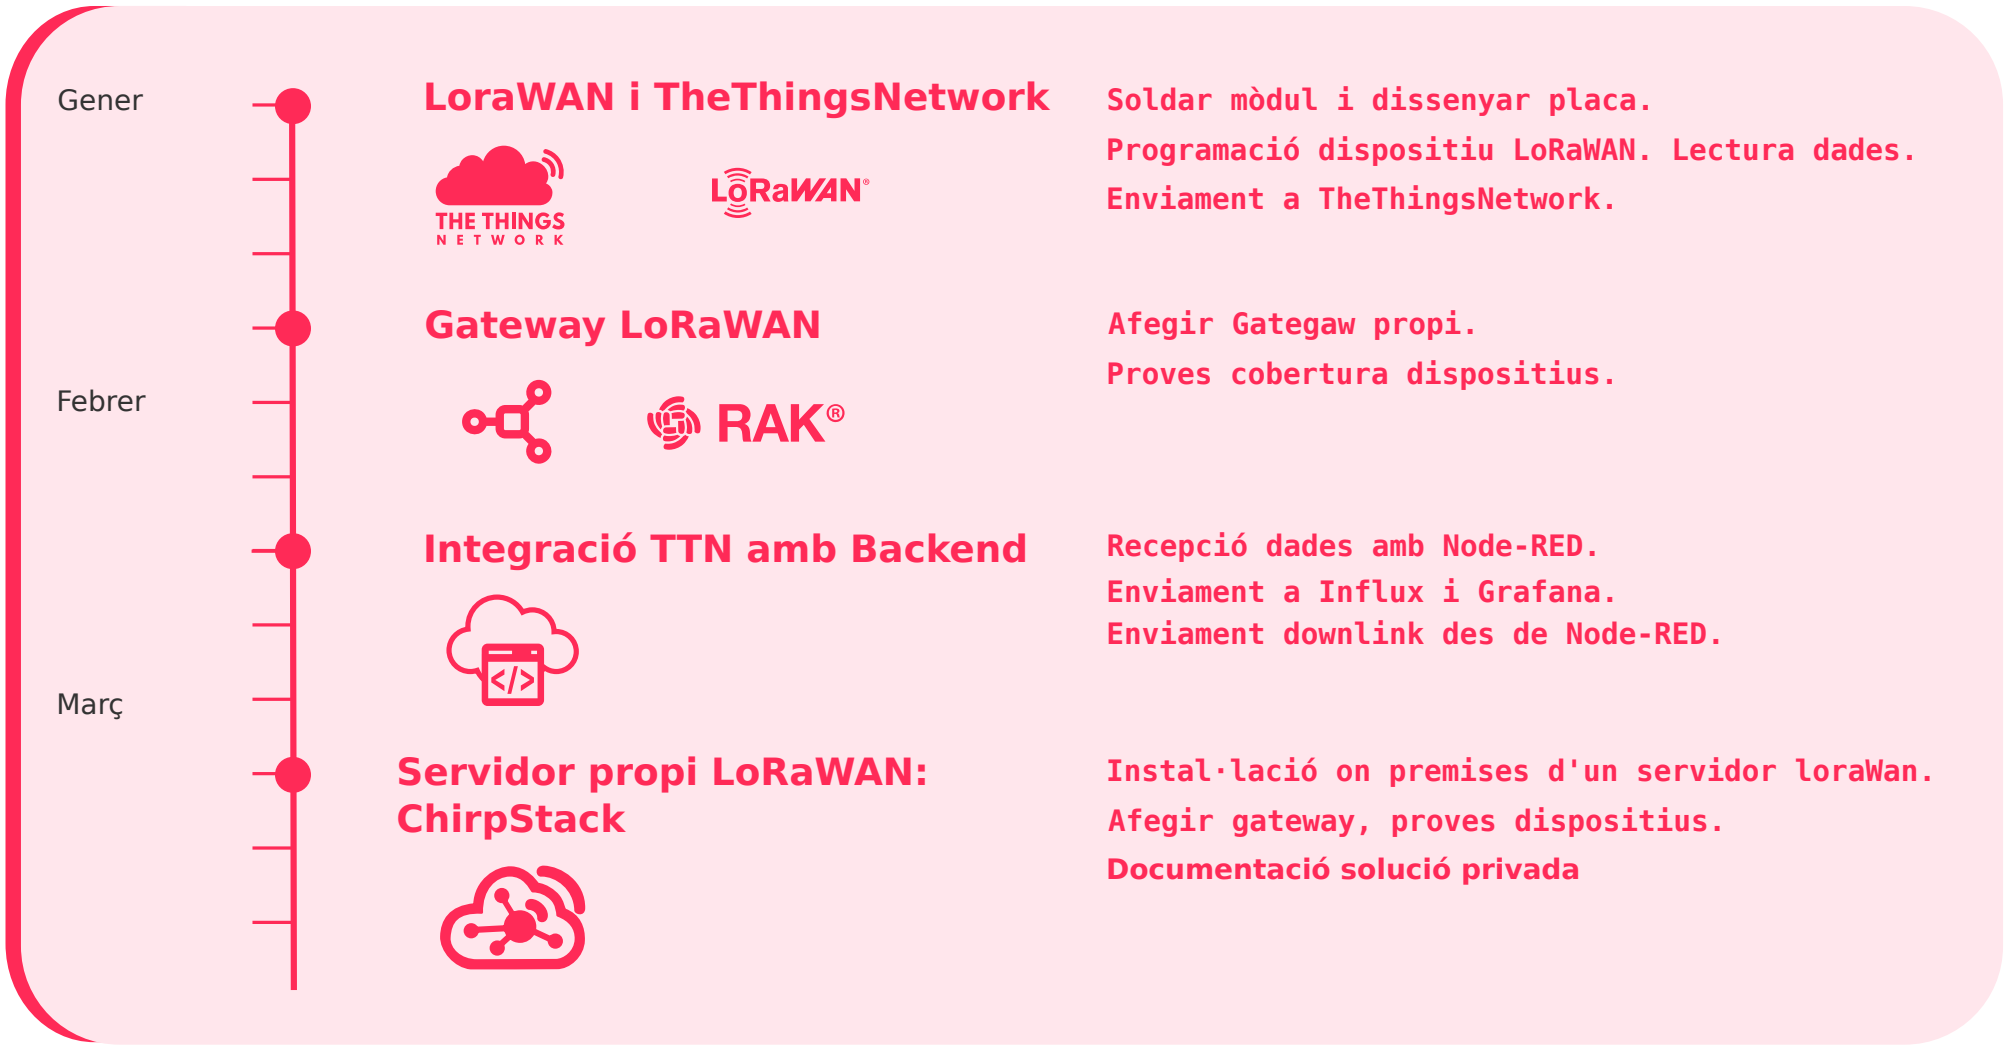 Gener
LoraWAN i TheThingsNetwork
THE THINGS
NETWORK
LoRaWAN®
Soldar mòdul i dissenyar placa.
Programació dispositiu LoRaWAN. Lectura dades.
Enviament a TheThingsNetwork.
Gateway LoRaWAN
RAK®
Afegir Gategaw propi.
Proves cobertura dispositius.
Febrer
Integració TTN amb Backend
</>
Recepció dades amb Node-RED.
Enviament a Influx i Grafana.
Enviament downlink des de Node-RED.
Març
Servidor propi LoRaWAN:
ChirpStack
Instal·lació on premises d'un servidor loraWan.
Afegir gateway, proves dispositius.
Documentació solució privada